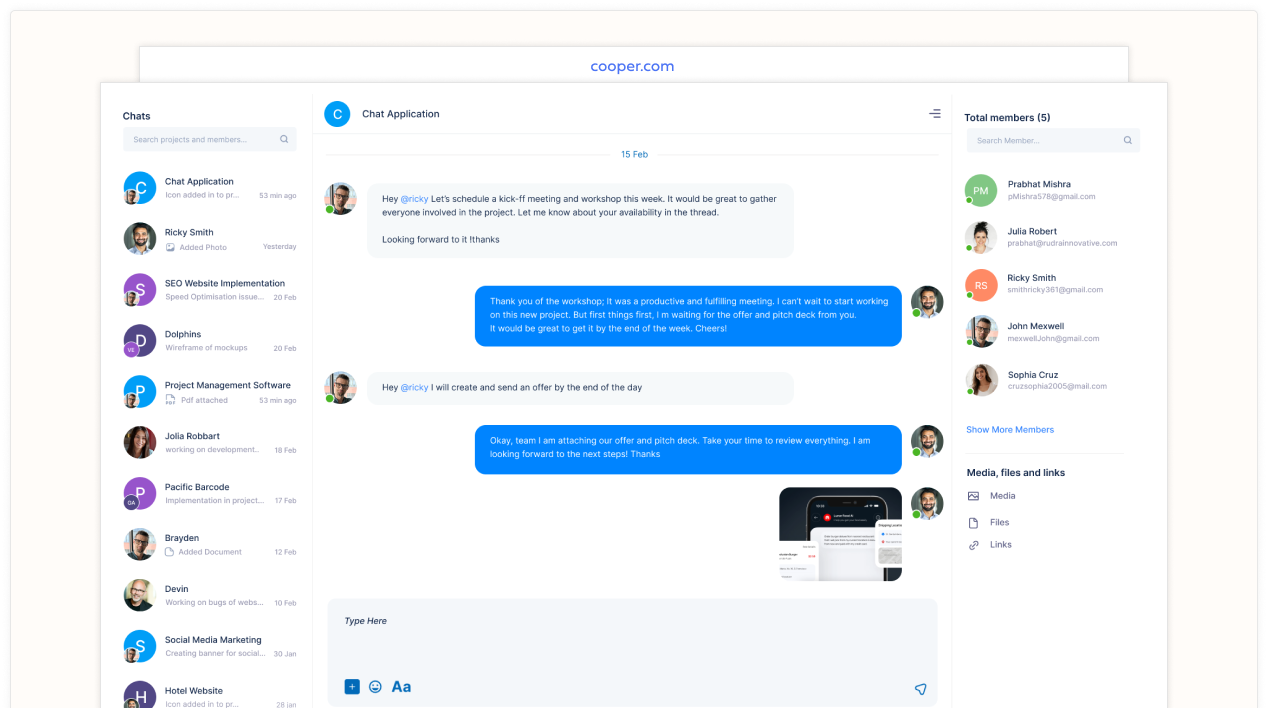 cooper.com
Chats
Search projects and members...
C
Chat Application
Icon added in to pr...
53 min ago
Ricky Smith
Added Photo
Yesterday
S
SEO Website Implementation
Speed Optimisation issue...
20 Feb
D
VE
Dolphins
Wireframe of mockups
20 Feb
P
Project Management Software
PDF
Pdf attached
53 min ago
Jolia Robbart
working on development..
18 Feb
P
GA
Pacific Barcode
Implementation in project...
17 Feb
Brayden
Added Document
12 Feb
Devin
Working on bugs of webs...
10 Feb
S
Social Media Marketing
Creating banner for social...
30 Jan
H
Hotel Website
Icon added in to pr...
28 jan
C
Chat Application
15 Feb
Hey @ricky Let's schedule a kick-ff meeting and workshop this week. It would be great to gather
everyone involved in the project. Let me know about your availability in the thread.
Looking forward to it !thanks
Thank you of the workshop; It was a productive and fulfilling meeting. I can't wait to start working
on this new project. But first things first, I m waiting for the offer and pitch deck from you.
It would be great to get it by the end of the week. Cheers!
Hey @ricky I will create and send an offer by the end of the day
Okay, team I am attaching our offer and pitch deck. Take your time to review everything. I am
looking forward to the next steps! Thanks
Type Here
Aa
Total members (5)
Search Member...
PM
Prabhat Mishra
pMishra578@gmail.com
Julia Robert
prabhat@rudrainnovative.com
RS
Ricky Smith
smithricky361@gmail.com
John Mexwell
mexwellJohn@gmail.com
Sophia Cruz
cruzsophia2005@mail.com
Show More Members
Media, files and links
Media
Files
Links